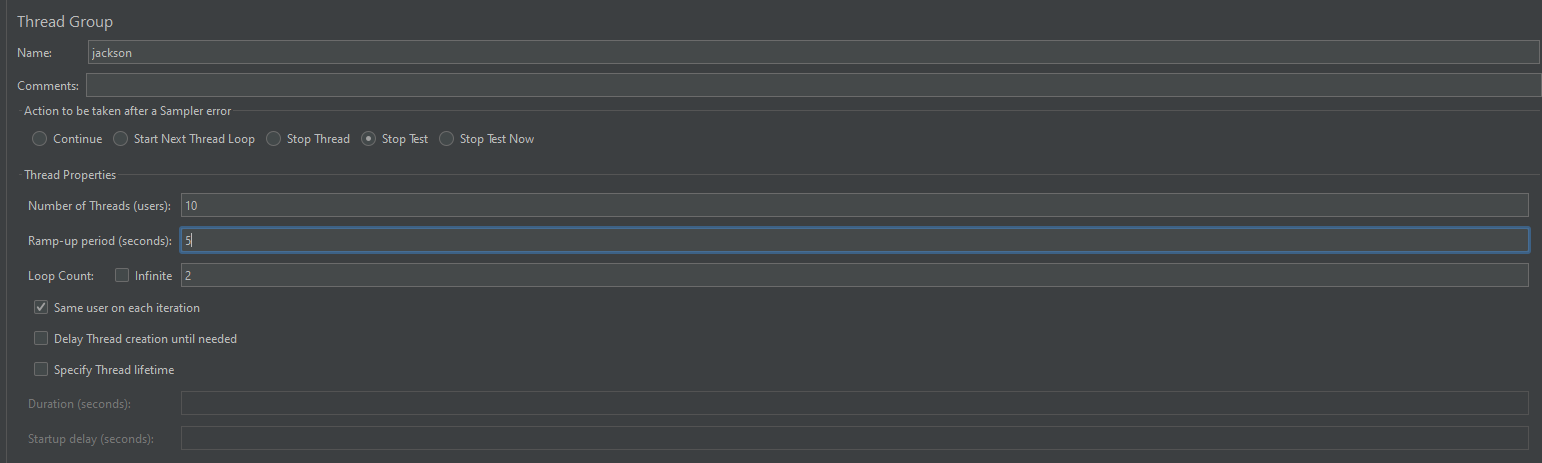 Thread Group
Name: jackson
Comments:
Action to be taken after a Sampler error
Continue Start Next Thread Loop Stop Thread Stop Test Stop Test Now
Thread Properties
Number of Threads (users): 10
Ramp-up period (seconds): 5
Loop Count: Infinite 2
Same user on each iteration
Delay Thread creation until needed
Specify Thread lifetime
Duration (seconds):
Startup delay (seconds):